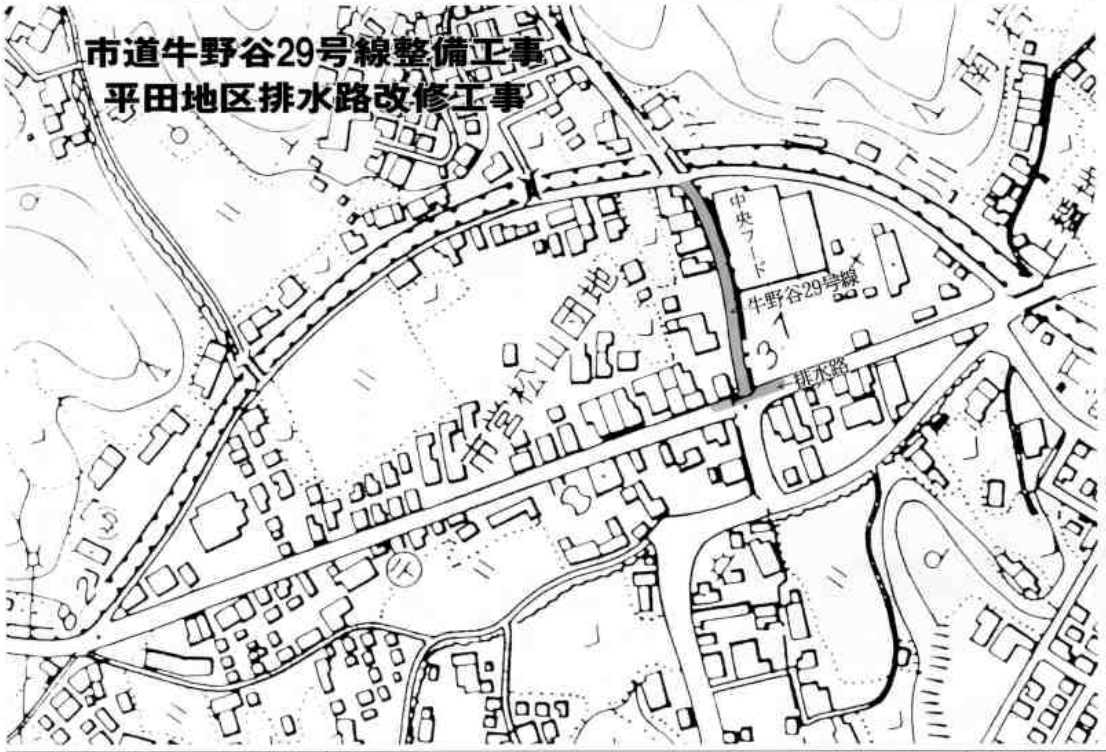 市道牛野谷29号線整備工事
平田地区排水路改修工事
南
中央フード
牛野谷29号線
31
排水路
市営松山団地